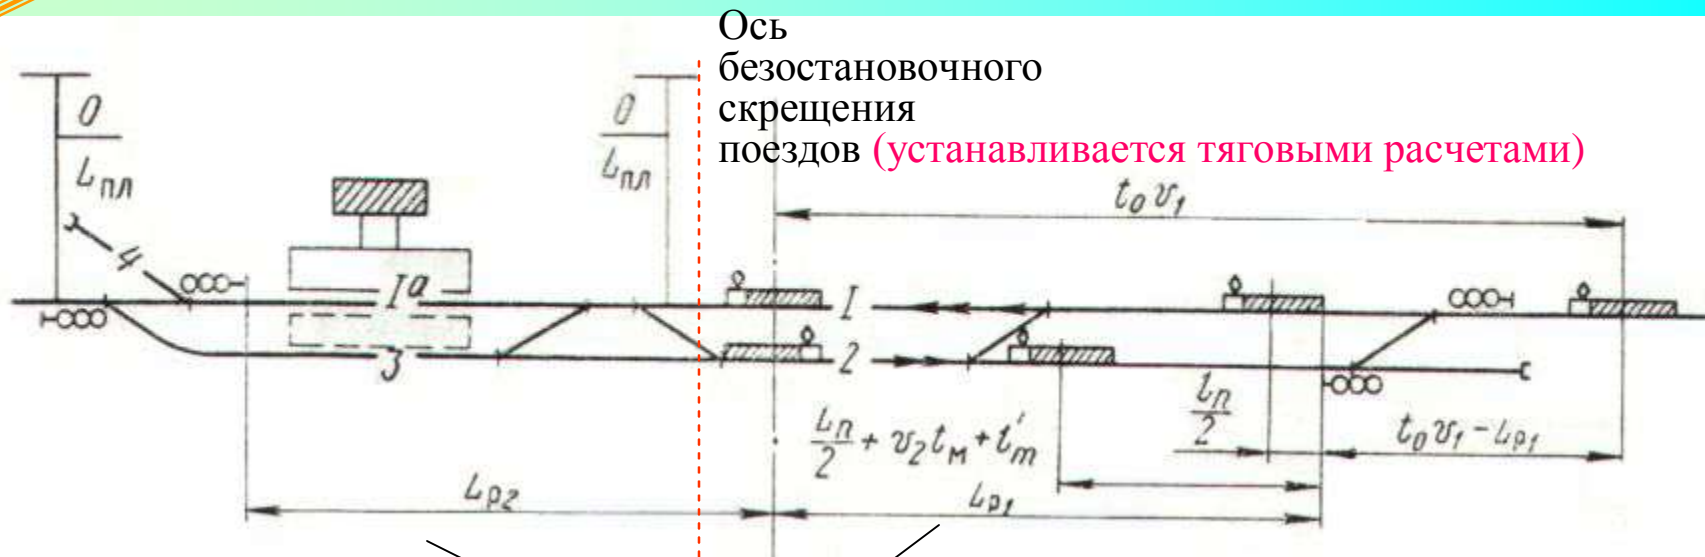 Ось
безостановочного
скрещения
поездов (устанавливается тяговыми расчетами)
0
Lпл
0
Lпл
t₀v₁
4
Iа
I
3
2
Lп/2 + v₂tм + l'т
lп/2
t₀v₁-Lр₁
Lр₂
Lр₁